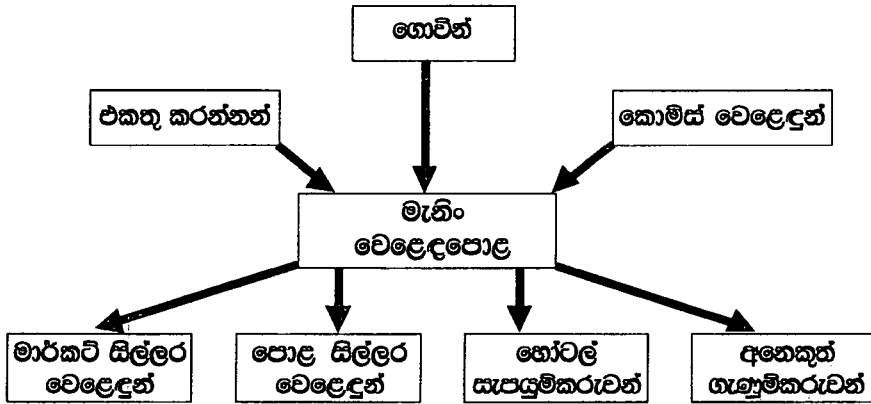 ගොවීන්
එකතු කරන්නන්
කොමිස් වෙළෙඳුන්
මැනිං
වෙළෙඳපොළ
මාර්කට් සිල්ලර
වෙළෙඳුන්
පොළ සිල්ලර
වෙළෙඳුන්
හෝටල්
සැපයුම්කරුවන්
අනෙකුත්
ගැණුම්කරුවන්